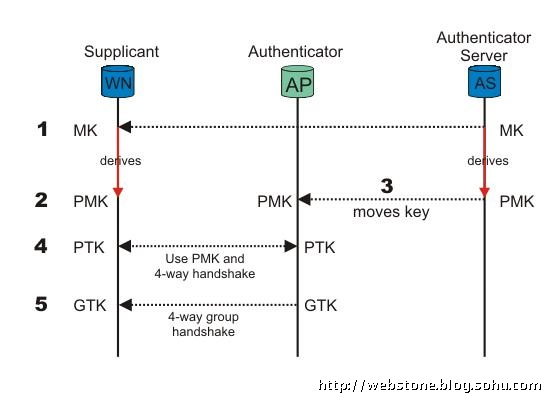 Supplicant
Authenticator
Authenticator
Server
WN
AP
AS
1
MK
MK
derives
derives
2
PMK
PMK
3
moves key
PMK
4
PTK
Use PMK and
4-way handshake
PTK
5
GTK
4-way group
handshake
GTK
http://webstone.blog.sohu.com